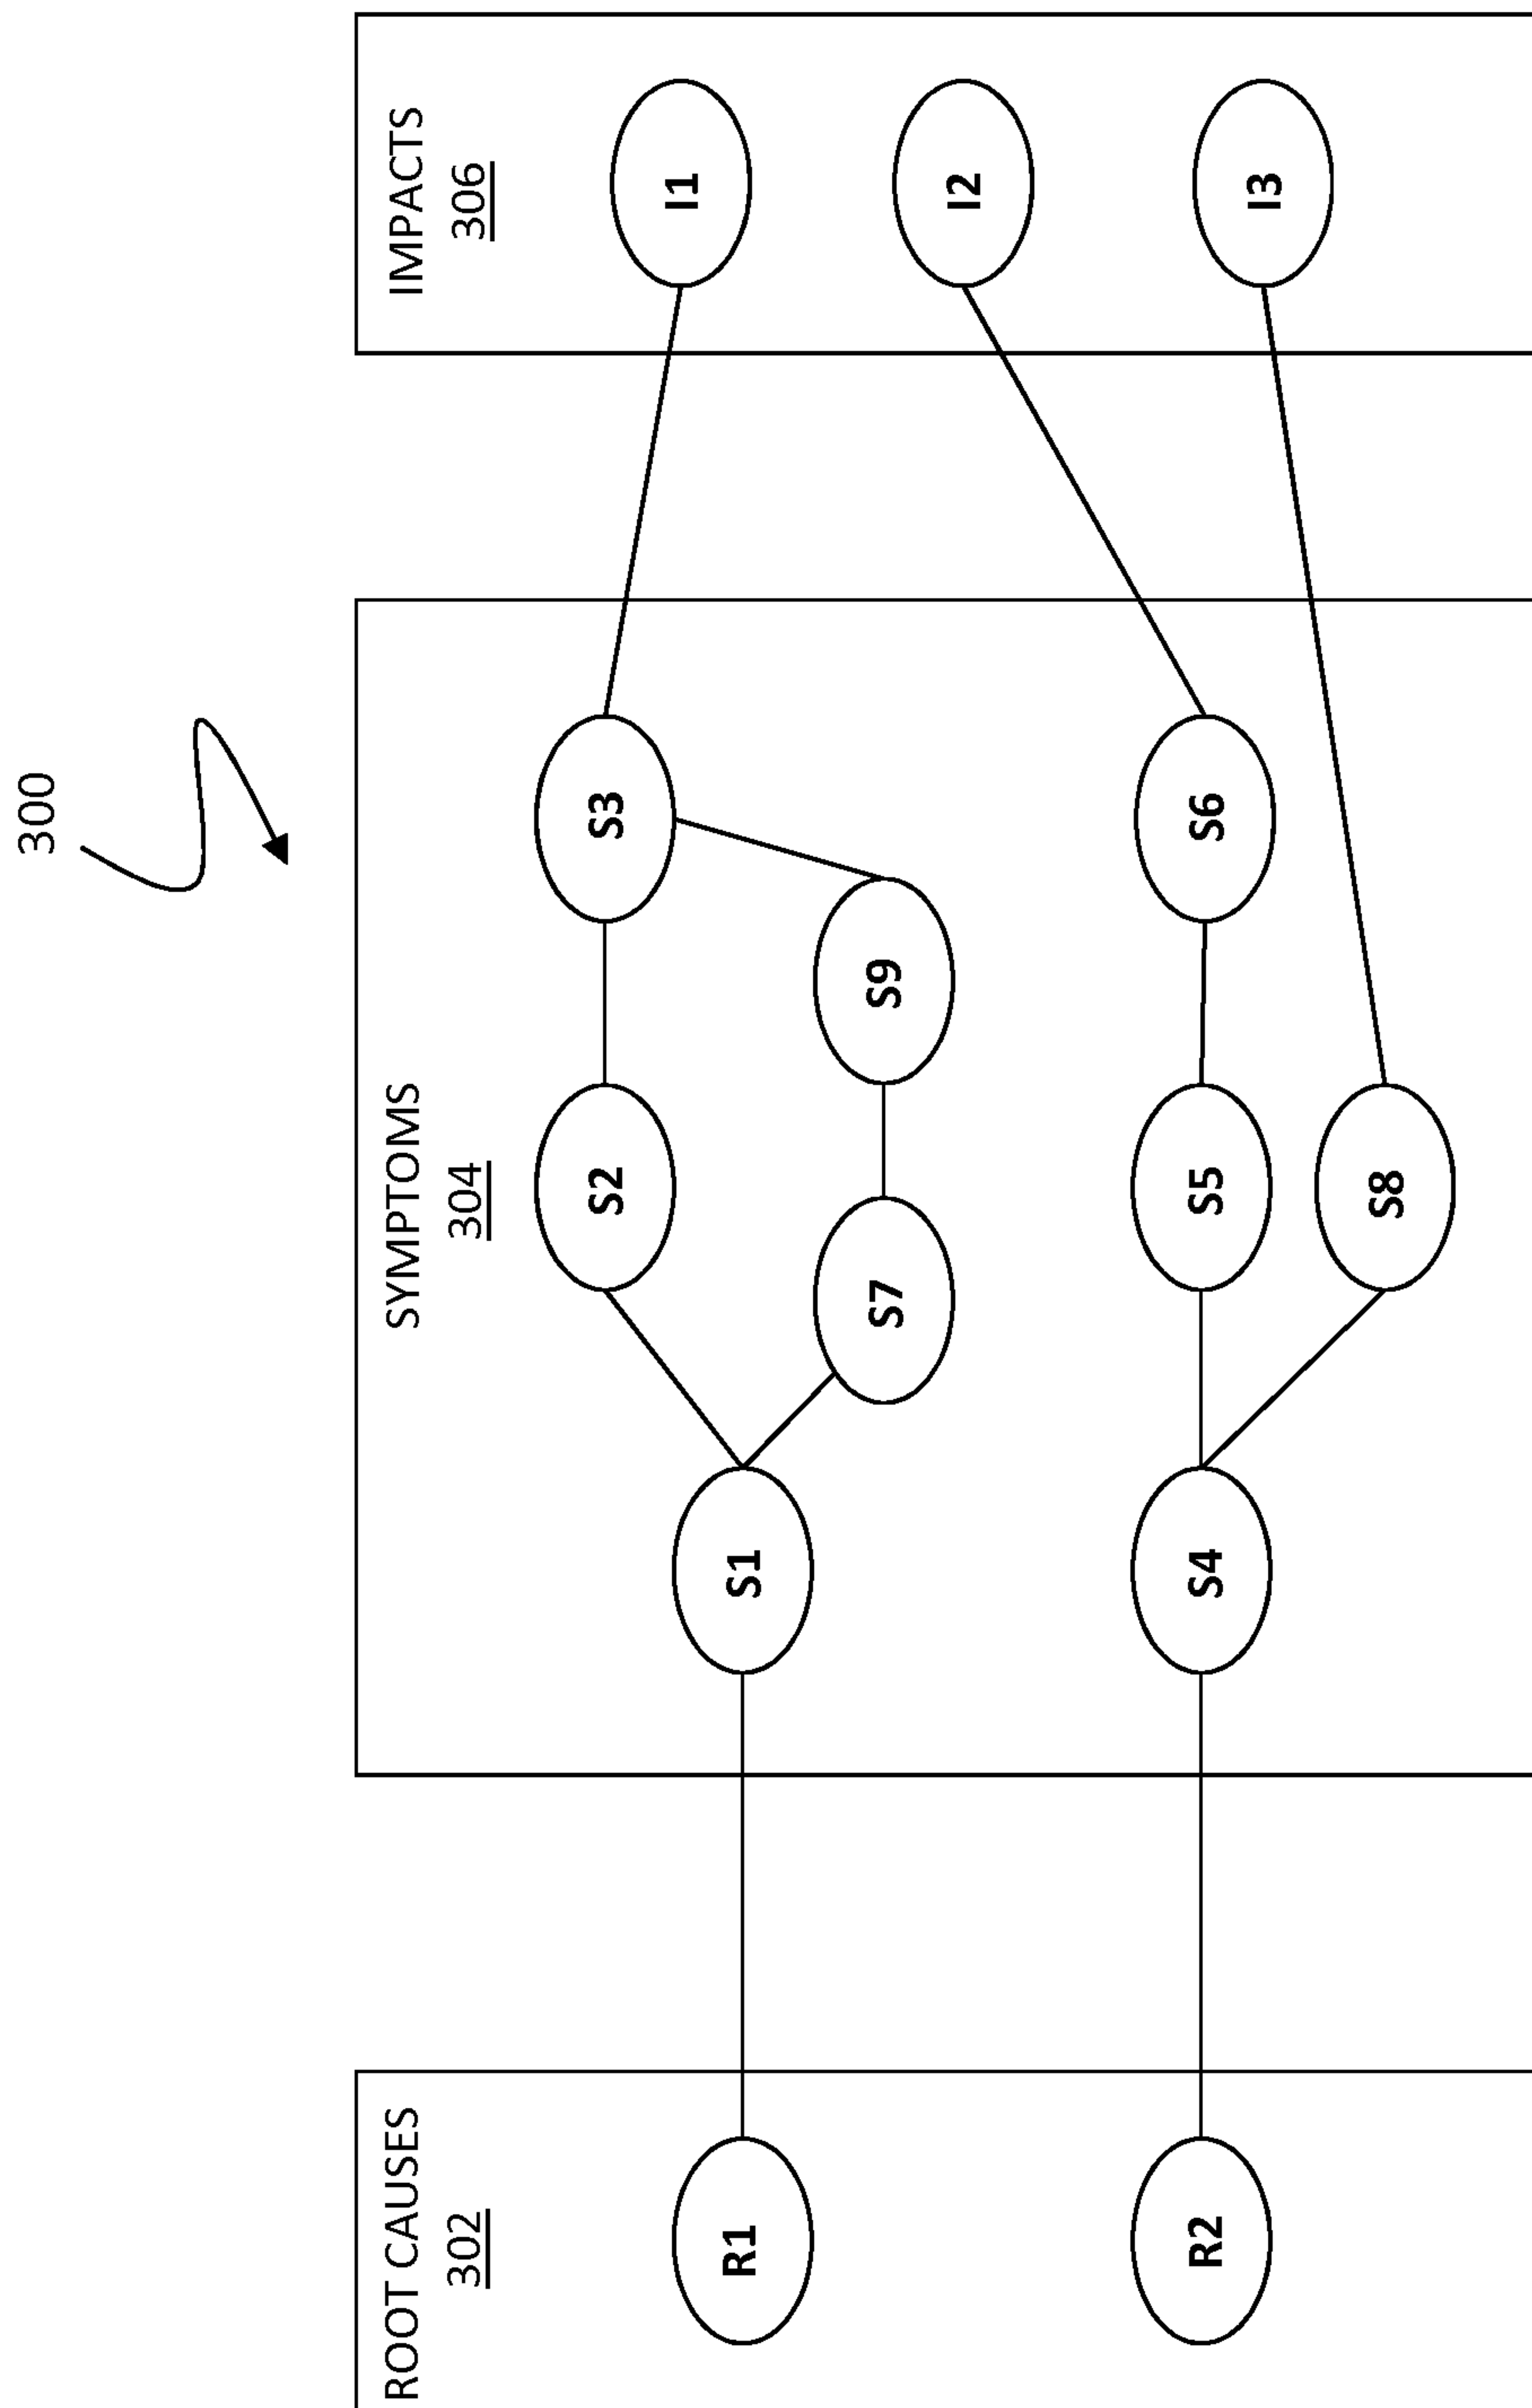 300
ROOT CAUSES
302
SYMPTOMS
304
IMPACTS
306
R1
R2
S1
S2
S3
S7
S9
S4
S5
S6
S8
I1
I2
I3